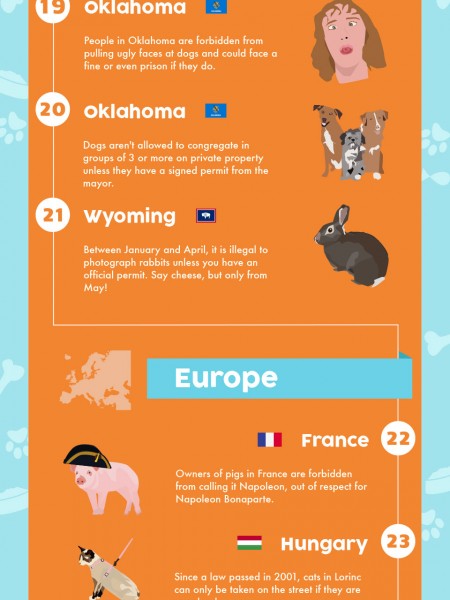 19 Oklahoma
People in Oklahoma are forbidden from
pulling ugly faces at dogs and could face a
fine or even prison if they do.
20 Oklahoma
Dogs aren't allowed to congregate in
groups of 3 or more on private property
unless they have a signed permit from the
mayor.
21 Wyoming
Between January and April, it is illegal to
photograph rabbits unless you have an
official permit. Say cheese, but only from
May!
Europe
France 22
Owners of pigs in France are forbidden
from calling it Napoleon, out of respect for
Napoleon Bonaparte.
Hungary 23
Since a law passed in 2001, cats in Lorinc
can only be taken on the street if they are